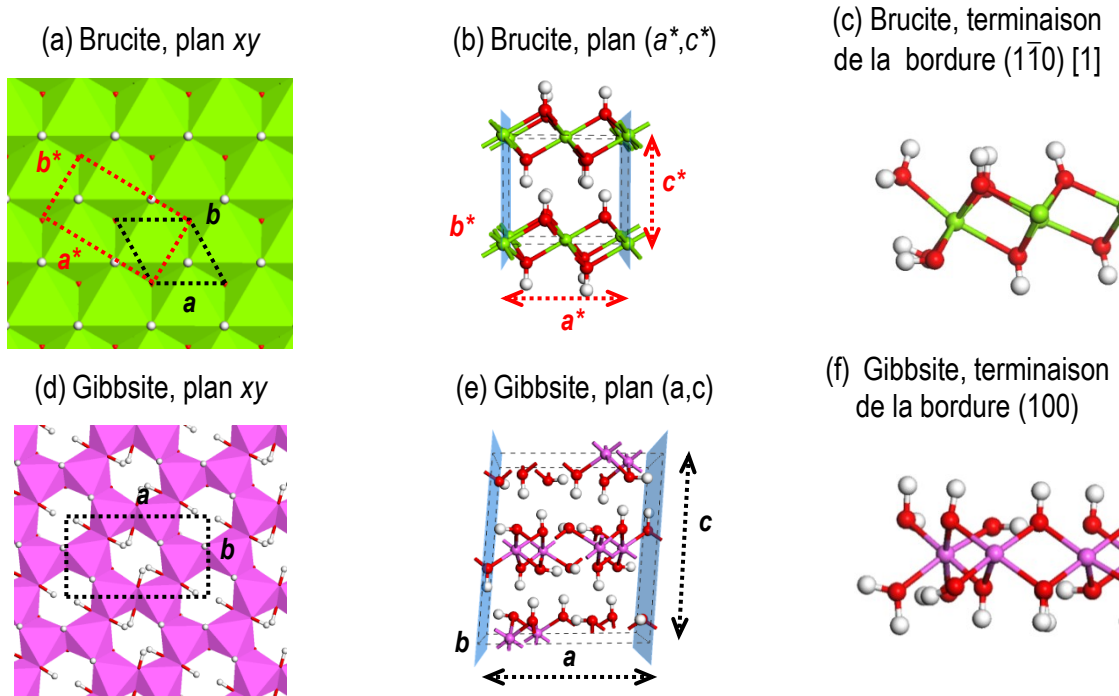 (a) Brucite, plan xy
b*
b
a*
a
(b) Brucite, plan (a*,c*)
c*
b*
a*
(c) Brucite, terminaison
de la bordure (11̅0) [1]
(d) Gibbsite, plan xy
a
b
(e) Gibbsite, plan (a,c)
c
b
a
(f) Gibbsite, terminaison
de la bordure (100)